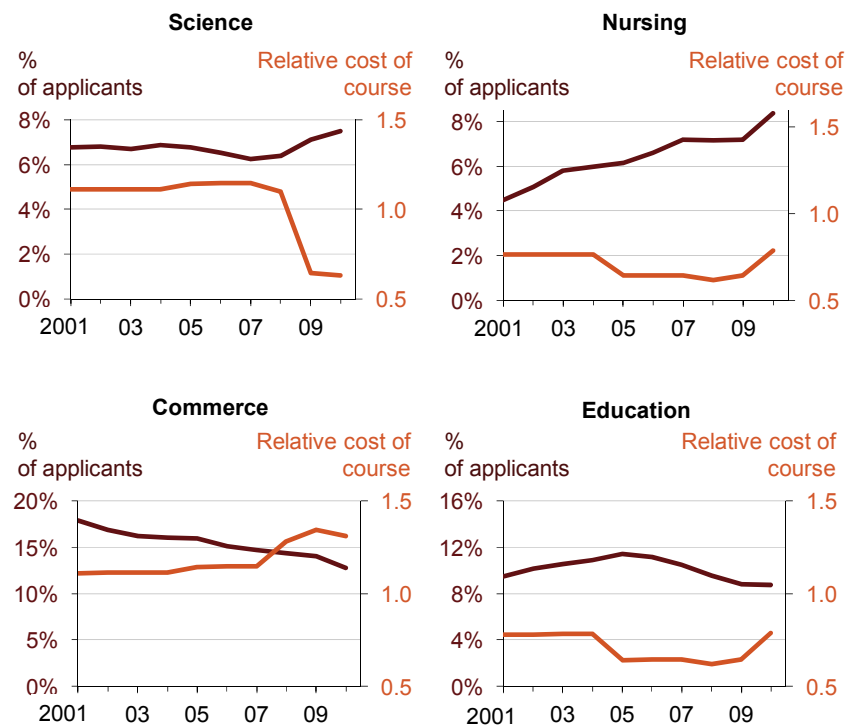 Science
%
of applicants
Relative cost of
course
8%
6%
4%
2%
0%
1.5
1.0
0.5
2001 03 05 07 09
Nursing
%
of applicants
Relative cost of
course
8%
6%
4%
2%
0%
1.5
1.0
0.5
2001 03 05 07 09
Commerce
%
of applicants
Relative cost of
course
20%
15%
10%
5%
0%
1.5
1.0
0.5
2001 03 05 07 09
Education
%
of applicants
Relative cost of
course
16%
12%
8%
4%
0%
1.5
1.0
0.5
2001 03 05 07 09